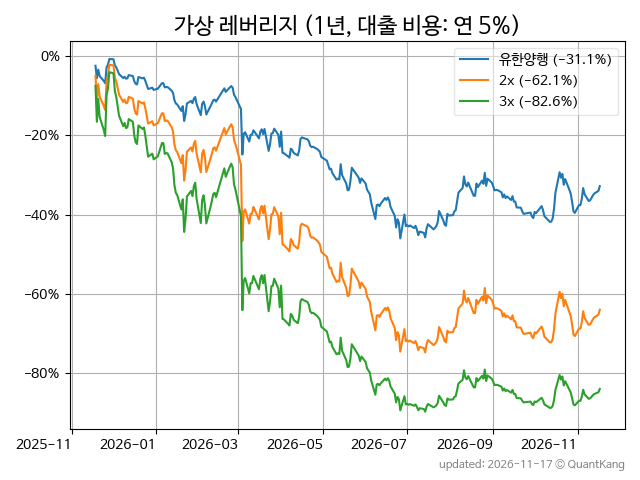 가상 레버리지 (1년, 대출 비용: 연 5%)
유한양행 (−31.1%)
2x (−62.1%)
3x (−82.6%)
0%
−20%
−40%
−60%
−80%
2025-11 2026-01 2026-03 2026-05 2026-07 2026-09 2026-11
updated: 2026-11-17 © QuantKang